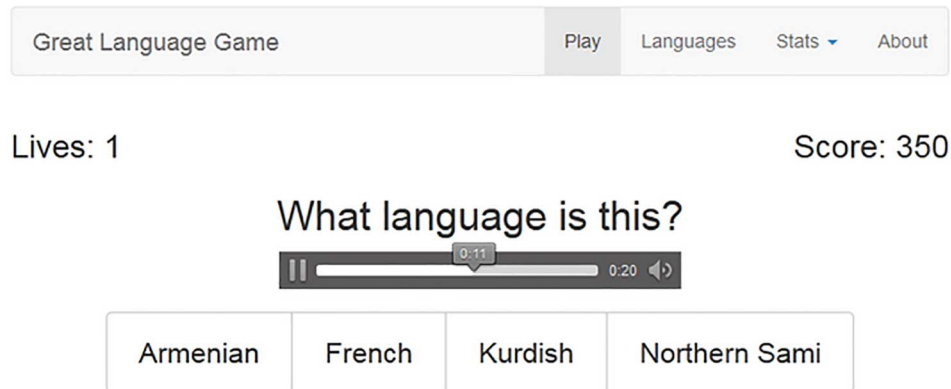 Great Language Game Play Languages Stats About
Lives: 1 Score: 350
What language is this?
0:11
0:20
Armenian French Kurdish Northern Sami